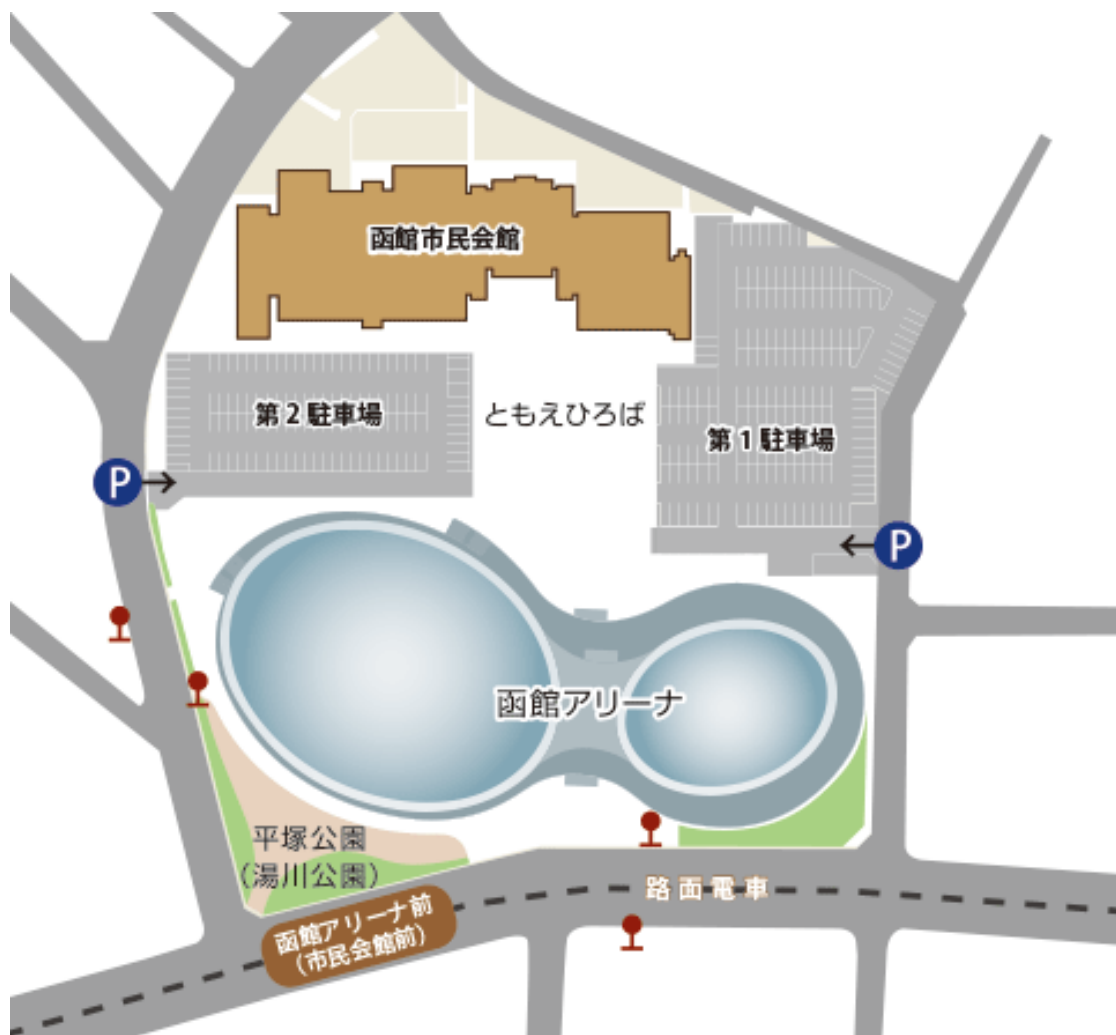 函館市民会館
第2駐車場
ともえひろば
第1駐車場
P
P
函館アリーナ
平塚公園
（湯川公園）
路面電車
函館アリーナ前
（市民会館前）